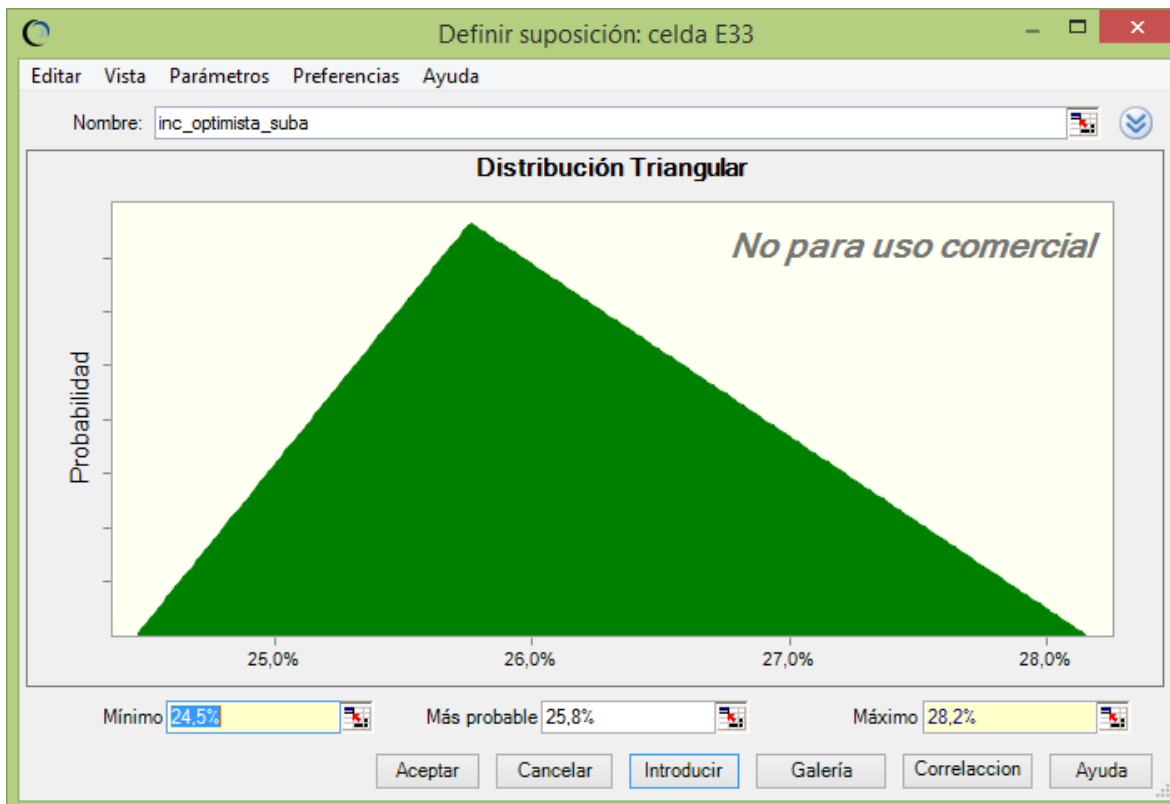 Definir suposición: celda E33
Editar Vista Parámetros Preferencias Ayuda
Nombre: inc_optimista_suba
Distribución Triangular
No para uso comercial
Probabilidad
25,0% 26,0% 27,0% 28,0%
Mínimo 24,5% Más probable 25,8% Máximo 28,2%
Aceptar Cancelar Introducir Galería Correlaccion Ayuda